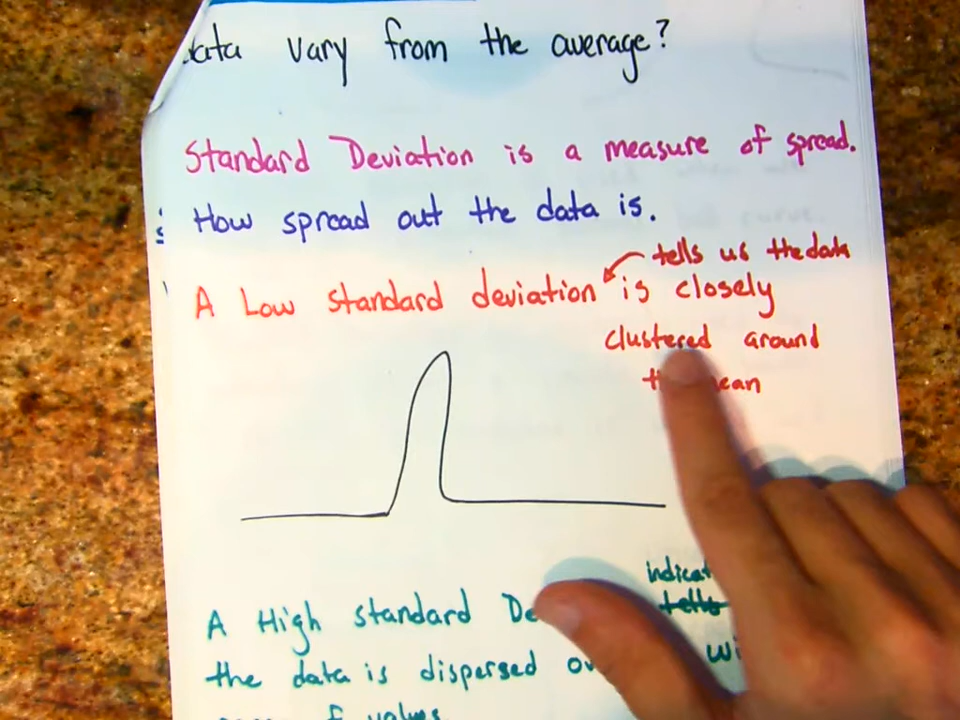 vary from the average?
Standard Deviation is a measure of spread.
How spread out the data is.
tells us the data
A Low standard deviation is closely
clustered around
A High standard
the data is dispersed
values